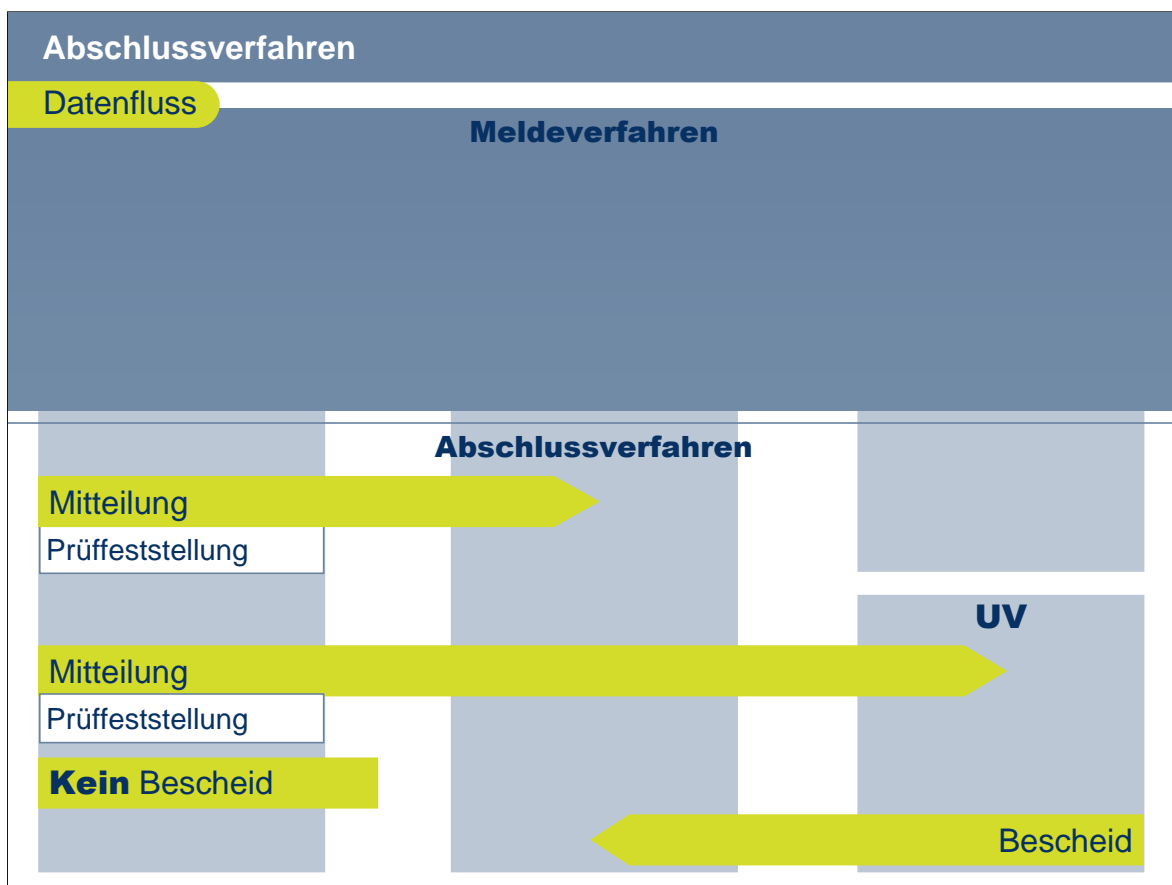 Abschlussverfahren
Datenfluss
Meldeverfahren
Abschlussverfahren
Mitteilung
Prüffeststellung
UV
Mitteilung
Prüffeststellung
Kein Bescheid
Bescheid